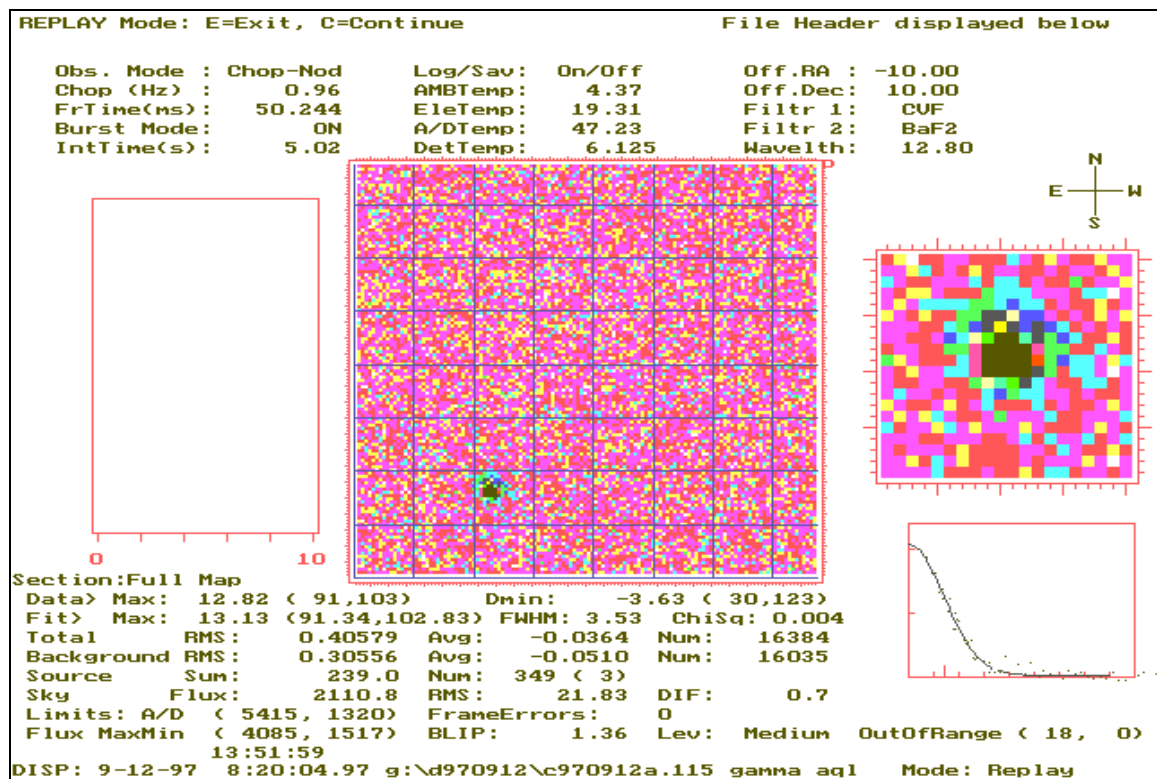 REPLAY Mode: E=Exit, C=Continue File Header displayed below
Obs. Mode : Chop-Nod Log/Sav: On/Off Off.RA : -10.00
Chop (Hz) : 0.96 AMBTemp: 4.37 Off.Dec: 10.00
FrTime(ms): 50.244 EleTemp: 19.31 Filtr 1: CVF
Burst Mode: ON A/DTemp: 47.23 Filtr 2: BaF2
IntTime(s): 5.02 DetTemp: 6.125 Wavelth: 12.80
P
N
E W
S
0 10
Section:Full Map
Data> Max: 12.82 ( 91,103) Dmin: -3.63 ( 30,123)
Fit> Max: 13.13 (91.34,102.83) FWHM: 3.53 ChiSq: 0.004
Total RMS: 0.40579 Avg: -0.0364 Num: 16384
Background RMS: 0.30556 Avg: -0.0510 Num: 16035
Source Sum: 239.0 Num: 349 ( 3)
Sky Flux: 2110.8 RMS: 21.83 DIF: 0.7
Limits: A/D ( 5415, 1320) FrameErrors: 0
Flux MaxMin ( 4085, 1517) BLIP: 1.36 Lev: Medium OutOfRange ( 18, 0)
13:51:59
DISP: 9-12-97 8:20:04.97 g:\d970912\c970912a.115 gamma aql Mode: Replay